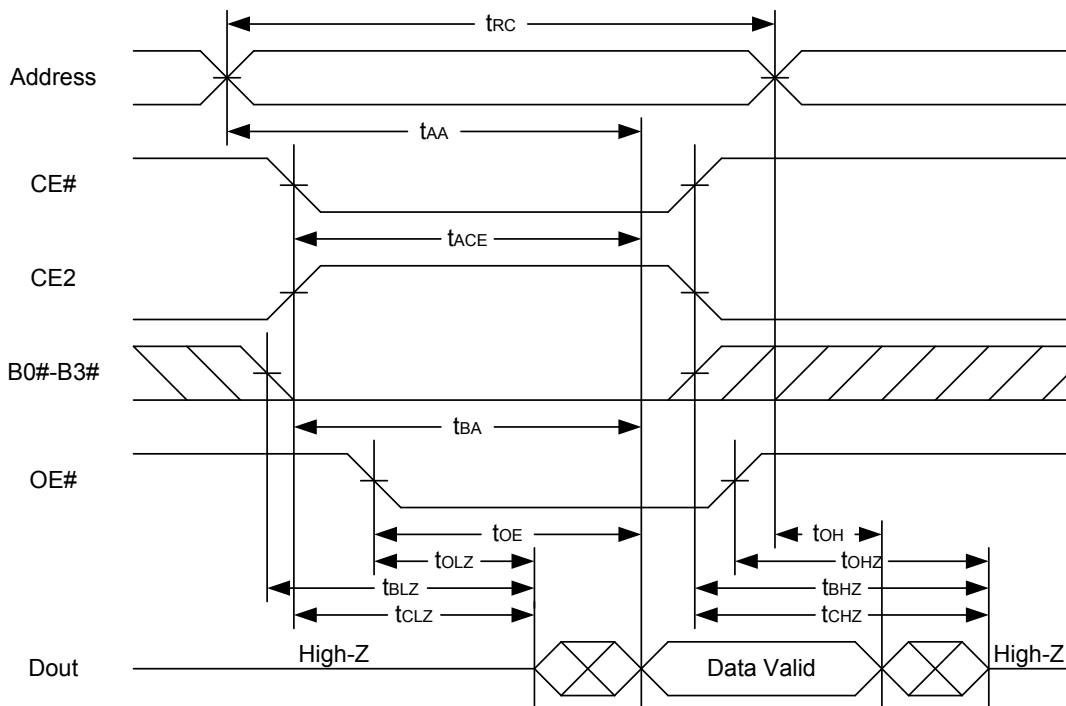 tRC
Address
tAA
CE#
tACE
CE2
B0#-B3#
tBA
OE#
tOE
tOH
tOLZ
tOHZ
tBLZ
tBHZ
tCLZ
tCHZ
Dout
High-Z
Data Valid
High-Z